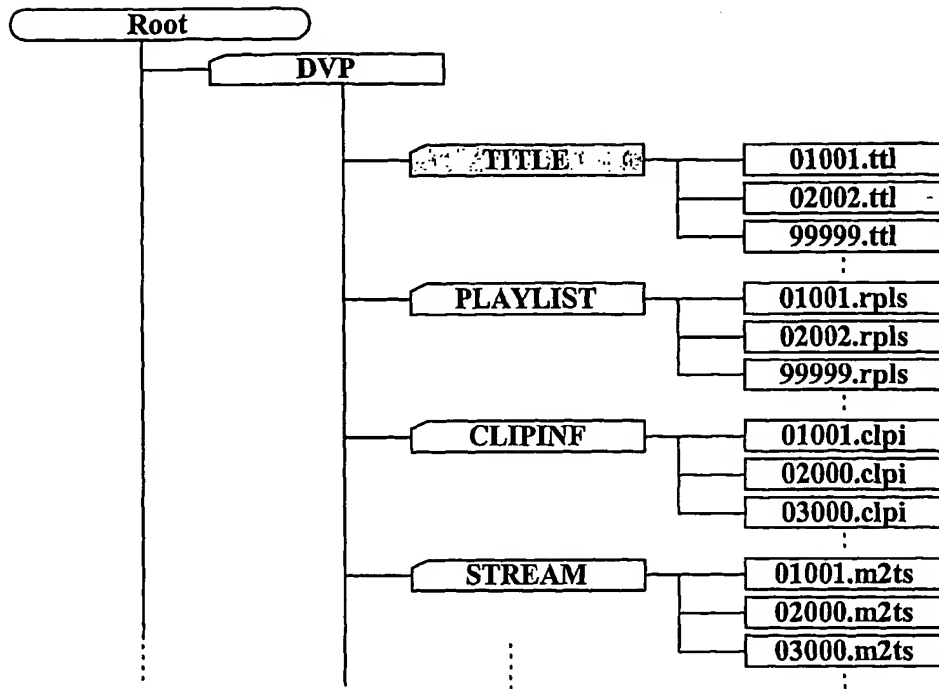 Root
DVP
TITLE
01001.ttl
02002.ttl
99999.ttl
PLAYLIST
01001.rpls
02002.rpls
99999.rpls
CLIPINF
01001.clpi
02000.clpi
03000.clpi
STREAM
01001.m2ts
02000.m2ts
03000.m2ts